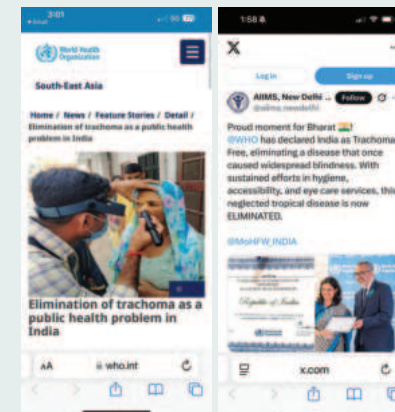 3:01
Email
5G
World Health
Organization
South-East Asia
Home / News / Feature Stories / Detail /
Elimination of trachoma as a public health
problem in India
Elimination of trachoma as a
public health problem in
India
AA
who.int
1:58
X
Log in
Sign up
AIIMS, New Delhi
Follow
@aiims_newdelhi
Proud moment for Bharat
@WHO has declared India as Trachoma
Free, eliminating a disease that once
caused widespread blindness. With
sustained efforts in hygiene,
accessibility, and eye care services, this
neglected tropical disease is now
ELIMINATED.
@MoHFW_INDIA
Republic of India
x.com